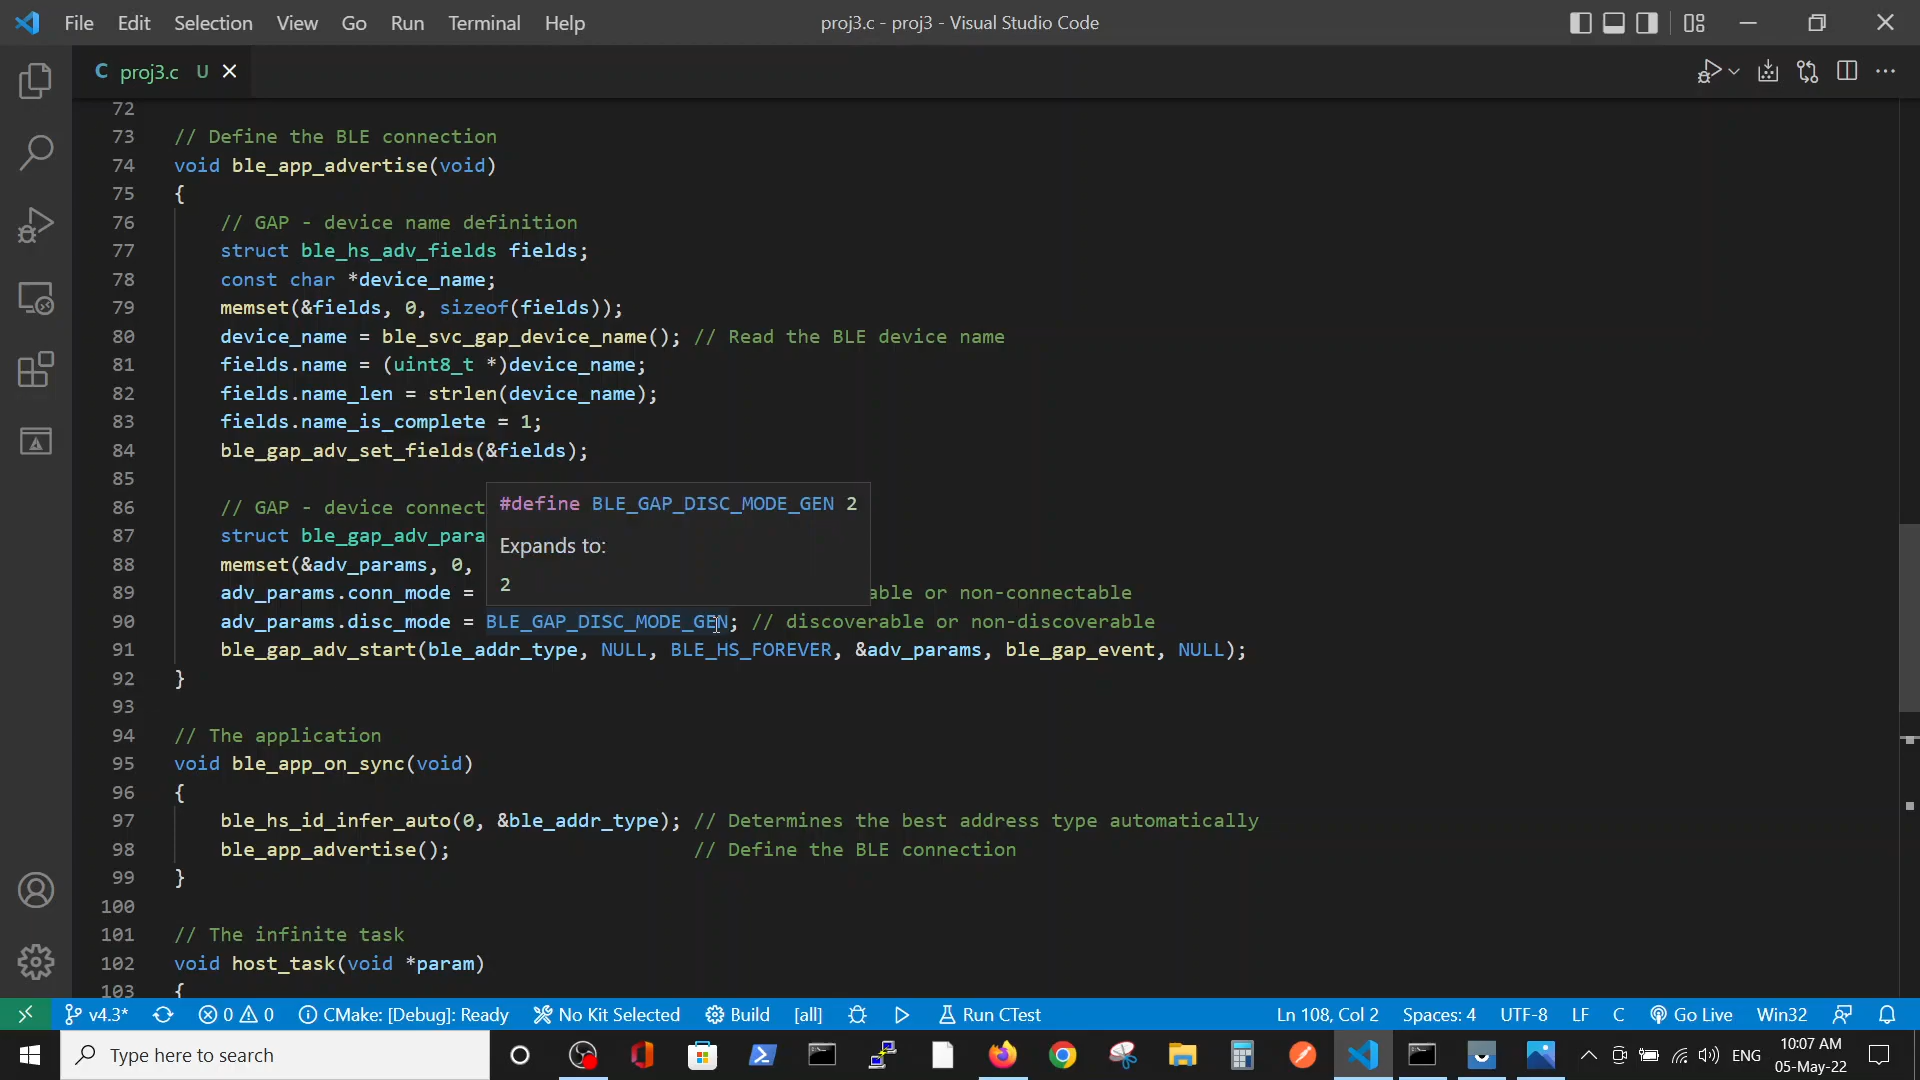 File Edit Selection View Go Run Terminal Help
proj3.c - proj3 - Visual Studio Code
C proj3.c U
72
73 // Define the BLE connection
74 void ble_app_advertise(void)
75 {
76 // GAP - device name definition
77 struct ble_hs_adv_fields fields;
78 const char *device_name;
79 memset(&fields, 0, sizeof(fields));
80 device_name = ble_svc_gap_device_name(); // Read the BLE device name
81 fields.name = (uint8_t *)device_name;
82 fields.name_len = strlen(device_name);
83 fields.name_is_complete = 1;
84 ble_gap_adv_set_fields(&fields);
85
86 // GAP - device connect
#define BLE_GAP_DISC_MODE_GEN 2
87 struct ble_gap_adv_para
Expands to:
88 memset(&adv_params, 0,
2
89 adv_params.conn_mode = able or non-connectable
90 adv_params.disc_mode = BLE_GAP_DISC_MODE_GEN; // discoverable or non-discoverable
91 ble_gap_adv_start(ble_addr_type, NULL, BLE_HS_FOREVER, &adv_params, ble_gap_event, NULL);
92 }
93
94 // The application
95 void ble_app_on_sync(void)
96 {
97 ble_hs_id_infer_auto(0, &ble_addr_type); // Determines the best address type automatically
98 ble_app_advertise(); // Define the BLE connection
99 }
100
101 // The infinite task
102 void host_task(void *param)
103 {
v4.3* 0 0 CMake: [Debug]: Ready No Kit Selected Build [all] Run CTest Ln 108, Col 2 Spaces: 4 UTF-8 LF C Go Live Win32
Type here to search
ENG
10:07 AM
05-May-22